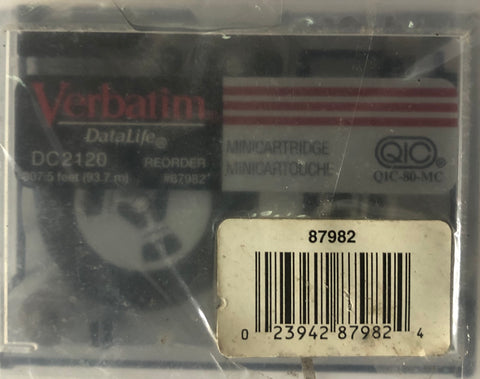 Verbatim
DataLife®
DC2120 REORDER
307.5 feet (93.7 m) #87982
MINICARTRIDGE
MINICARTOUCHE
QIC®
QIC-80-MC
87982
0 23942 87982 4